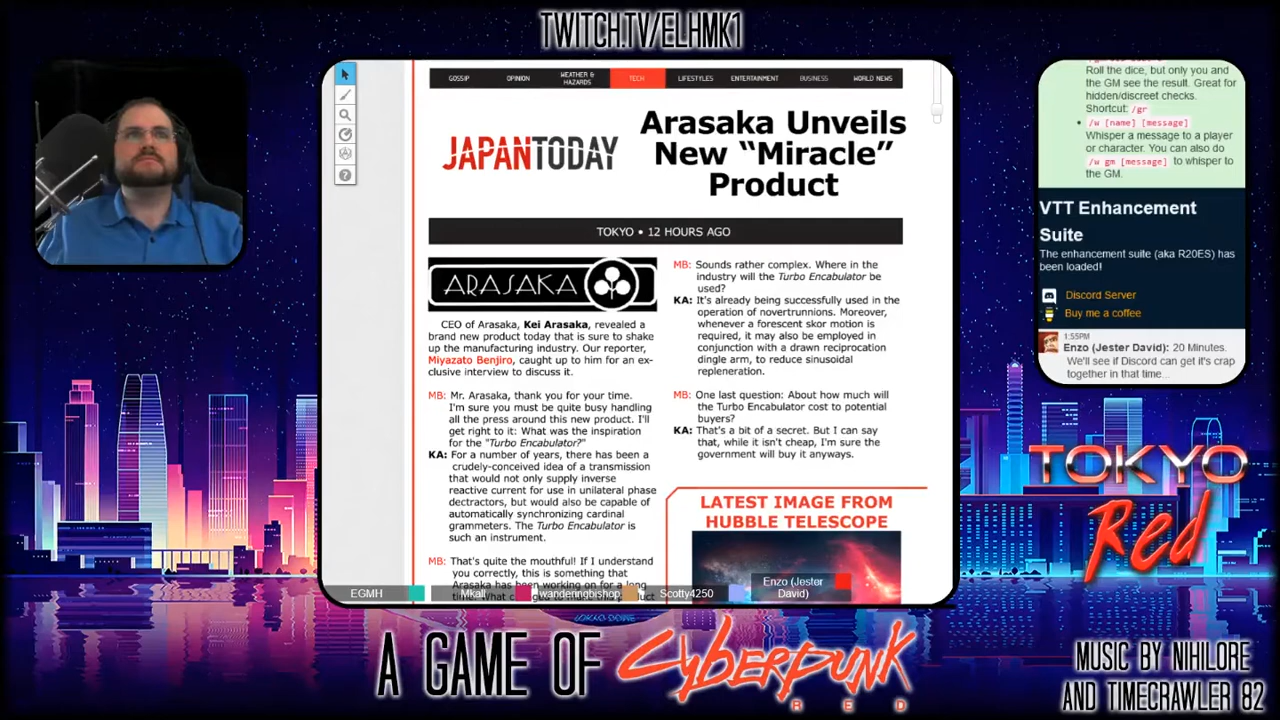 TWITCH.TV/ELHMK1
GOSSIP
OPINION
WEATHER &
HAZARDS
TECH
LIFESTYLES
ENTERTAINMENT
BUSINESS
WORLD NEWS
JAPANTODAY
Arasaka Unveils
New “Miracle”
Product
TOKYO • 12 HOURS AGO
ARASAKA
CEO of Arasaka, Kei Arasaka, revealed a
brand new product today that is sure to shake
up the manufacturing industry. Our reporter,
Miyazato Benjiro, caught up to him for an ex-
clusive interview to discuss it.
MB: Mr. Arasaka, thank you for your time.
I'm sure you must be quite busy handling
all the press around this new product. I'll
get right to it: What was the inspiration
for the "Turbo Encabulator?"
KA: For a number of years, there has been a
crudely-conceived idea of a transmission
that would not only supply inverse
reactive current for use in unilateral phase
dectractors, but would also be capable of
automatically synchronizing cardinal
grammeters. The Turbo Encabulator is
such an instrument.
MB: That's quite the mouthful! If I understand
you correctly, this is something that
Arasaka has been working on for a long
MB: Sounds rather complex. Where in the
industry will the Turbo Encabulator be
used?
KA: It's already being successfully used in the
operation of novertrunnions. Moreover,
whenever a forescent skor motion is
required, it may also be employed in
conjunction with a drawn reciprocation
dingle arm, to reduce sinusoidal
repleneration.
MB: One last question: About how much will
the Turbo Encabulator cost to potential
buyers?
KA: That's a bit of a secret. But I can say
that, while it isn't cheap, I'm sure the
government will buy it anyways.
LATEST IMAGE FROM
HUBBLE TELESCOPE
EGMH
Mkall
wanderingbishop
Scotty4250
Enzo (Jester
David)
Roll the dice, but only you and
the GM see the result. Great for
hidden/discreet checks.
Shortcut: /gr
/w [name] [message]
Whisper a message to a player
or character. You can also do
/w gm [message] to whisper to
the GM.
VTT Enhancement
Suite
The enhancement suite (aka R20ES) has
been loaded!
Discord Server
Buy me a coffee
1:55PM
Enzo (Jester David): 20 Minutes.
We'll see if Discord can get it's crap
together in that time...
TOKYO
Red
A GAME OF Cyberpunk
RED
MUSIC BY NIHILORE
AND TIMECRAWLER 82